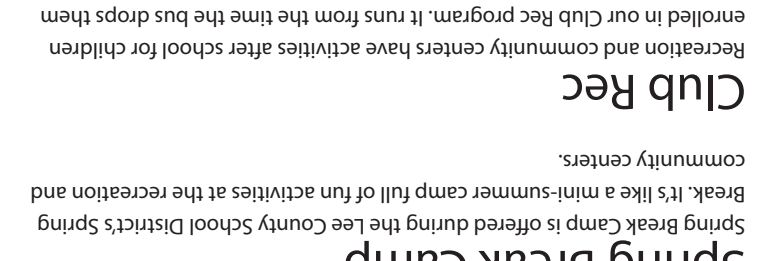 Spring Break Camp
Spring Break Camp is offered during the Lee County School District's Spring
Break. It's like a mini-summer camp full of fun activities at the recreation and
community centers.
Club Rec
Recreation and community centers have activities after school for children
enrolled in our Club Rec program. It runs from the time the bus drops them